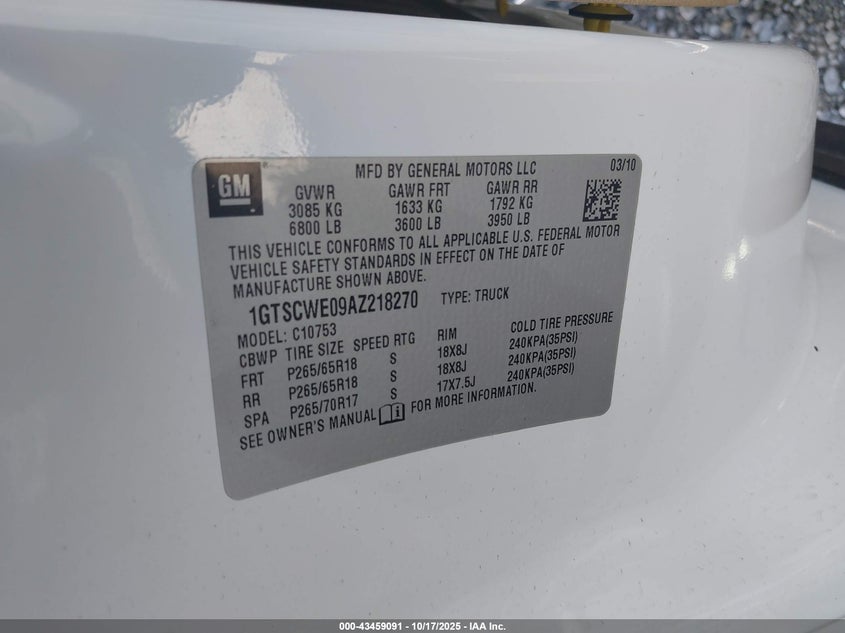 GM
MFD BY GENERAL MOTORS LLC 03/10
GVWR GAWR FRT GAWR RR
3085 KG 1633 KG 1792 KG
6800 LB 3600 LB 3950 LB
THIS VEHICLE CONFORMS TO ALL APPLICABLE U.S. FEDERAL MOTOR
VEHICLE SAFETY STANDARDS IN EFFECT ON THE DATE OF
MANUFACTURE SHOWN ABOVE.
1GTSCWE09AZ218270 TYPE: TRUCK
MODEL: C10753
CBWP TIRE SIZE SPEED RTG RIM COLD TIRE PRESSURE
FRT P265/65R18 S 18X8J 240KPA(35PSI)
RR P265/65R18 S 18X8J 240KPA(35PSI)
SPA P265/70R17 S 17X7.5J 240KPA(35PSI)
SEE OWNER'S MANUAL FOR MORE INFORMATION.
000-43459091 - 10/17/2025 - IAA Inc.